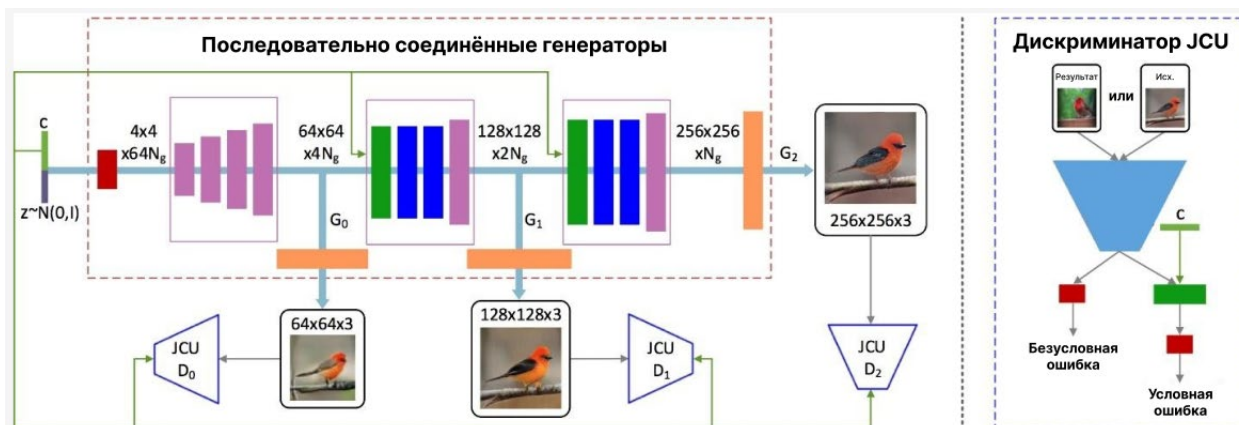 Последовательно соединённые генераторы
c
z~N(0,I)
4x4
x64Ng
64x64
x4Ng
128x128
x2Ng
256x256
xNg
G0
G1
G2
64x64x3
128x128x3
256x256x3
JCU
D0
JCU
D1
JCU
D2
Дискриминатор JCU
Результат
или
Исх.
c
Безусловная
ошибка
Условная
ошибка